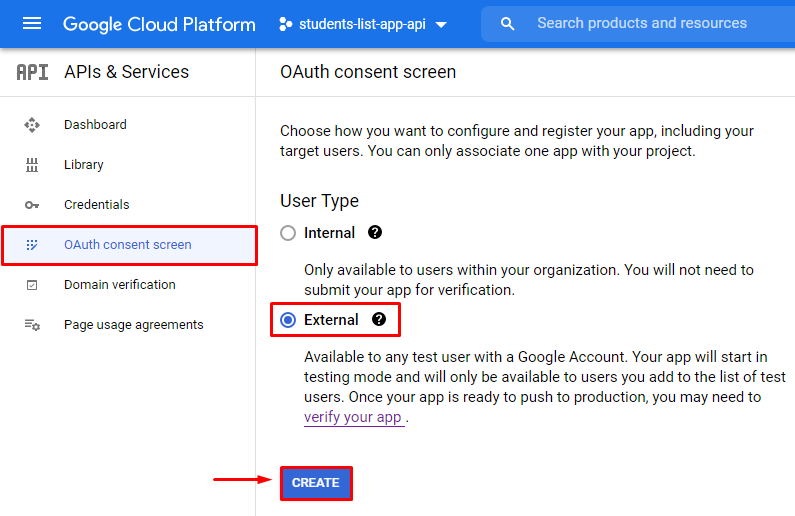 Google Cloud Platform
students-list-app-api
Search products and resources
API
APIs & Services
OAuth consent screen
Dashboard
Library
Credentials
OAuth consent screen
Domain verification
Page usage agreements
Choose how you want to configure and register your app, including your
target users. You can only associate one app with your project.
User Type
Internal ?
Only available to users within your organization. You will not need to
submit your app for verification.
External ?
Available to any test user with a Google Account. Your app will start in
testing mode and will only be available to users you add to the list of test
users. Once your app is ready to push to production, you may need to
verify your app .
CREATE